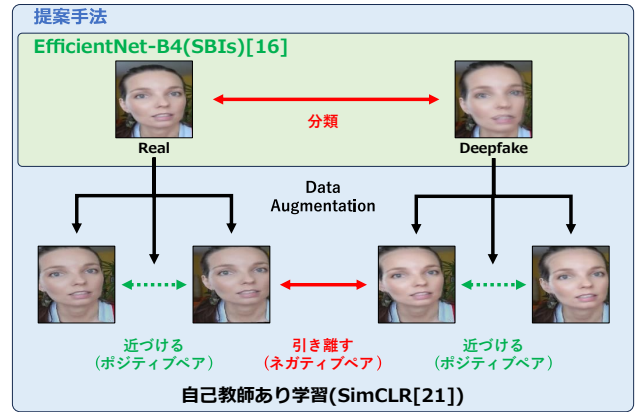 提案手法
EfficientNet-B4(SBIs)[16]
分類
Real
Deepfake
Data
Augmentation
近づける
(ポジティブペア)
引き離す
(ネガティブペア)
近づける
(ポジティブペア)
自己教師あり学習(SimCLR[21])